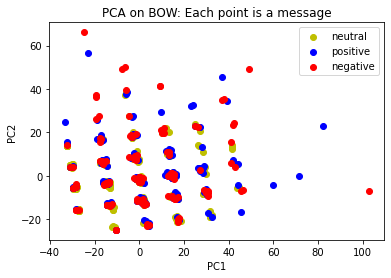 PCA on BOW: Each point is a message
neutral
positive
negative
60
40
20
0
−20
PC2
−40 −20 0 20 40 60 80 100
PC1